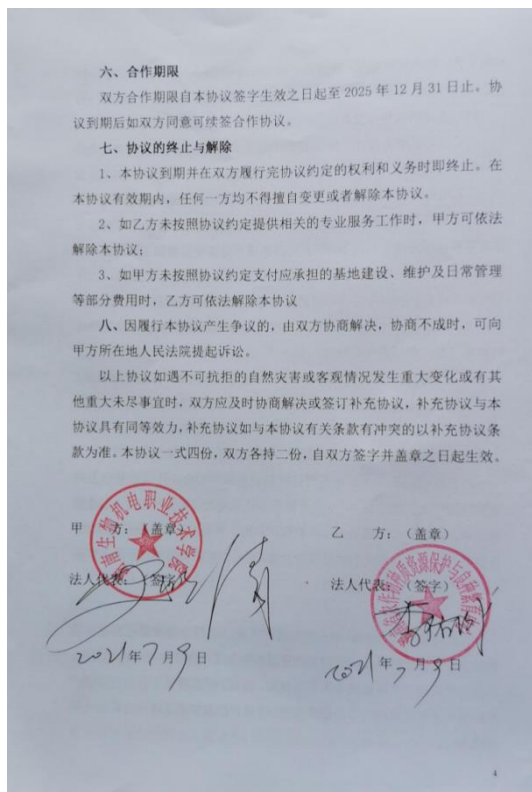 六、合作期限
双方合作期限自本协议签字生效之日起至 2025 年 12 月 31 日止。协
议到期后如双方同意可续签合作协议。
七、协议的终止与解除
1、本协议到期并在双方履行完协议约定的权利和义务时即终止。在
本协议有效期内，任何一方均不得擅自变更或者解除本协议。
2、如乙方未按照协议约定提供相关的专业服务工作时，甲方可依法
解除本协议；
3、如甲方未按照协议约定支付应承担的基地建设、维护及日常管理
等部分费用时，乙方可依法解除本协议
八、因履行本协议产生争议的，由双方协商解决，协商不成时，可向
甲方所在地人民法院提起诉讼。
以上协议如遇不可抗拒的自然灾害或客观情况发生重大变化或有其
他重大未尽事宜时，双方应及时协商解决或签订补充协议，补充协议与本
协议具有同等效力，补充协议如与本协议有关条款有冲突的以补充协议条
款为准。本协议一式四份，双方各持二份，自双方签字并盖章之日起生效。
甲 方：（盖章）
南生物机电职业技术学院
乙 方：（盖章）
法人代表：（签字）
法人代表：（签字）
种质资源保护与良种
2021年7月9日
2021年7月9日
4